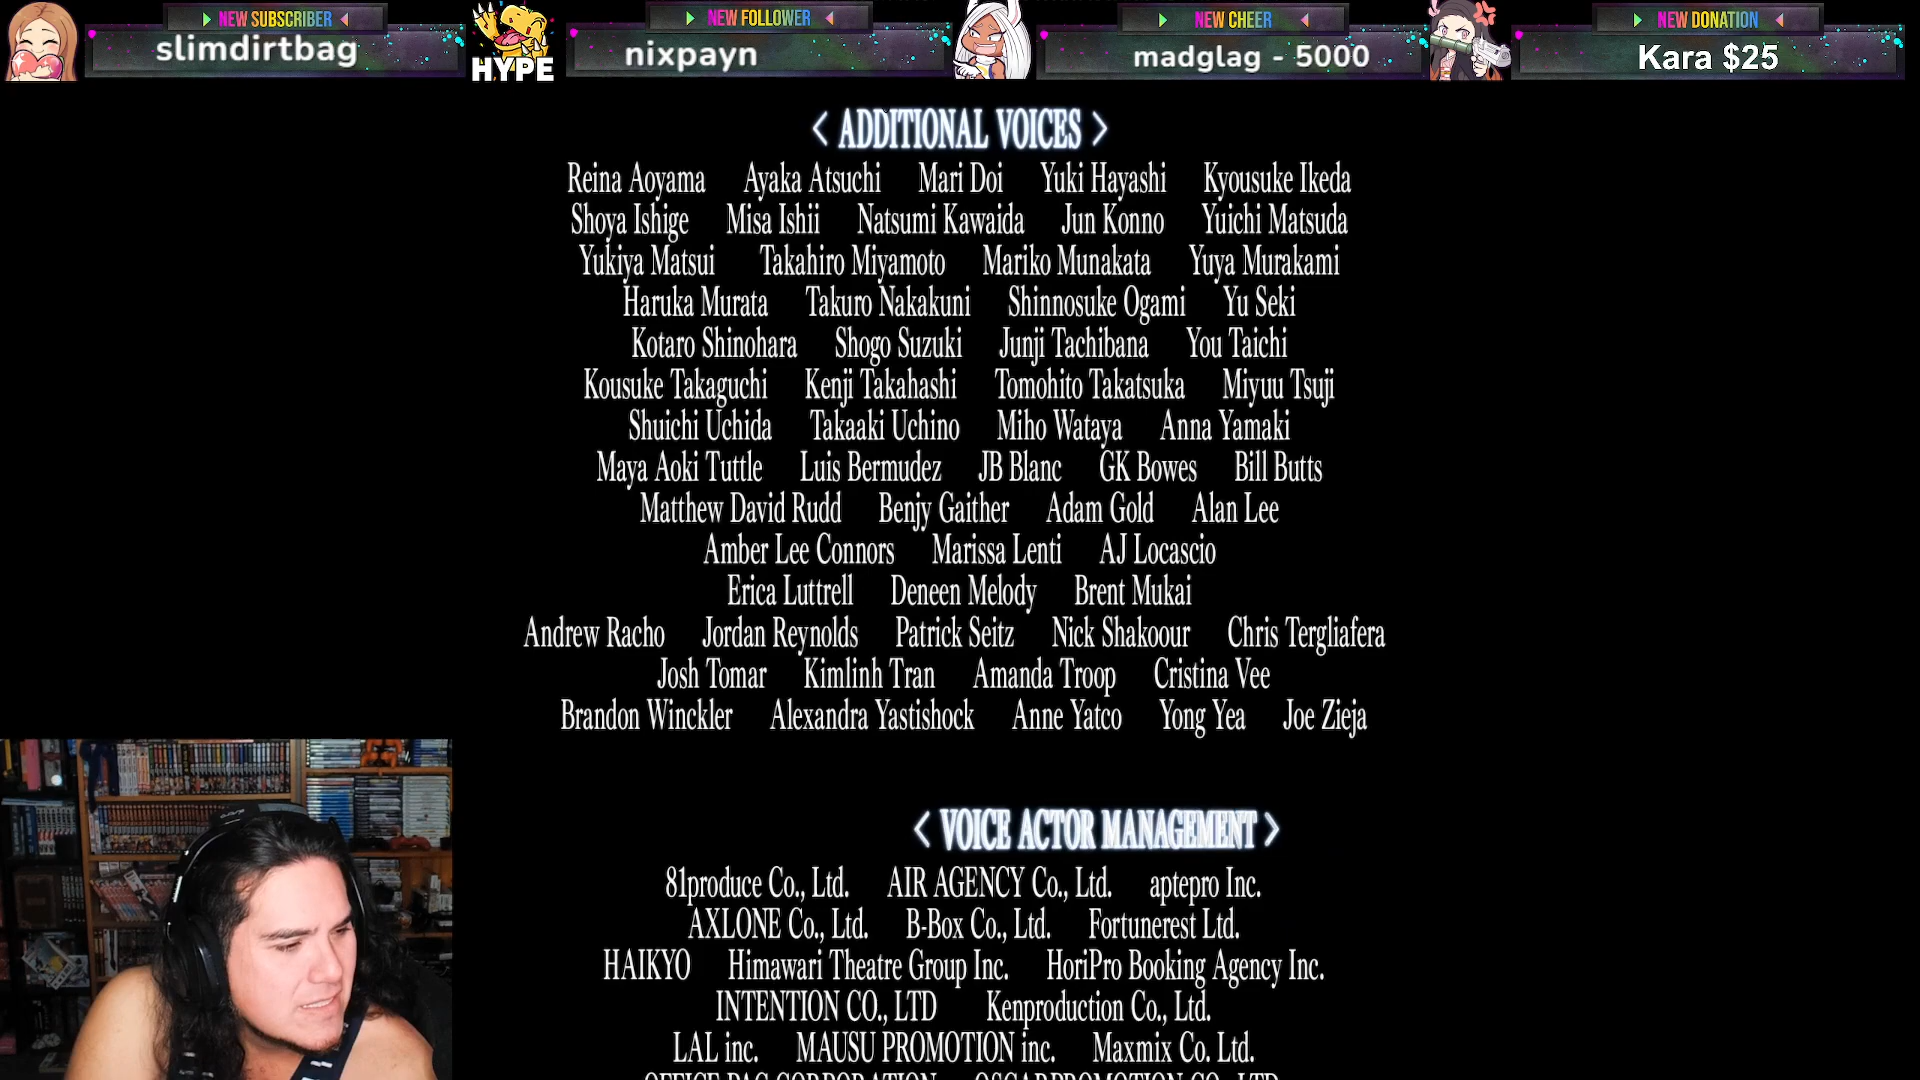 NEW SUBSCRIBER
slimdirtbag
HYPE
NEW FOLLOWER
nixpayn
NEW CHEER
madglag - 5000
NEW DONATION
Kara $25
< ADDITIONAL VOICES >
Reina Aoyama Ayaka Atsuchi Mari Doi Yuki Hayashi Kyousuke Ikeda
Shoya Ishige Misa Ishii Natsumi Kawaida Jun Konno Yuichi Matsuda
Yukiya Matsui Takahiro Miyamoto Mariko Munakata Yuya Murakami
Haruka Murata Takuro Nakakuni Shinnosuke Ogami Yu Seki
Kotaro Shinohara Shogo Suzuki Junji Tachibana You Taichi
Kousuke Takaguchi Kenji Takahashi Tomohito Takatsuka Miyuu Tsuji
Shuichi Uchida Takaaki Uchino Miho Wataya Anna Yamaki
Maya Aoki Tuttle Luis Bermudez JB Blanc GK Bowes Bill Butts
Matthew David Rudd Benjy Gaither Adam Gold Alan Lee
Amber Lee Connors Marissa Lenti AJ Locascio
Erica Luttrell Deneen Melody Brent Mukai
Andrew Racho Jordan Reynolds Patrick Seitz Nick Shakoour Chris Tergliafera
Josh Tomar Kimlinh Tran Amanda Troop Cristina Vee
Brandon Winckler Alexandra Yastishock Anne Yatco Yong Yea Joe Zieja
< VOICE ACTOR MANAGEMENT >
81produce Co., Ltd. AIR AGENCY Co., Ltd. aptepro Inc.
AXLONE Co., Ltd. B-Box Co., Ltd. Fortunerest Ltd.
HAIKYO Himawari Theatre Group Inc. HoriPro Booking Agency Inc.
INTENTION CO., LTD Kenproduction Co., Ltd.
LAL inc. MAUSU PROMOTION inc. Maxmix Co. Ltd.
OFFICE PAC CORPORATION OSCARPROMOTION CO., LTD